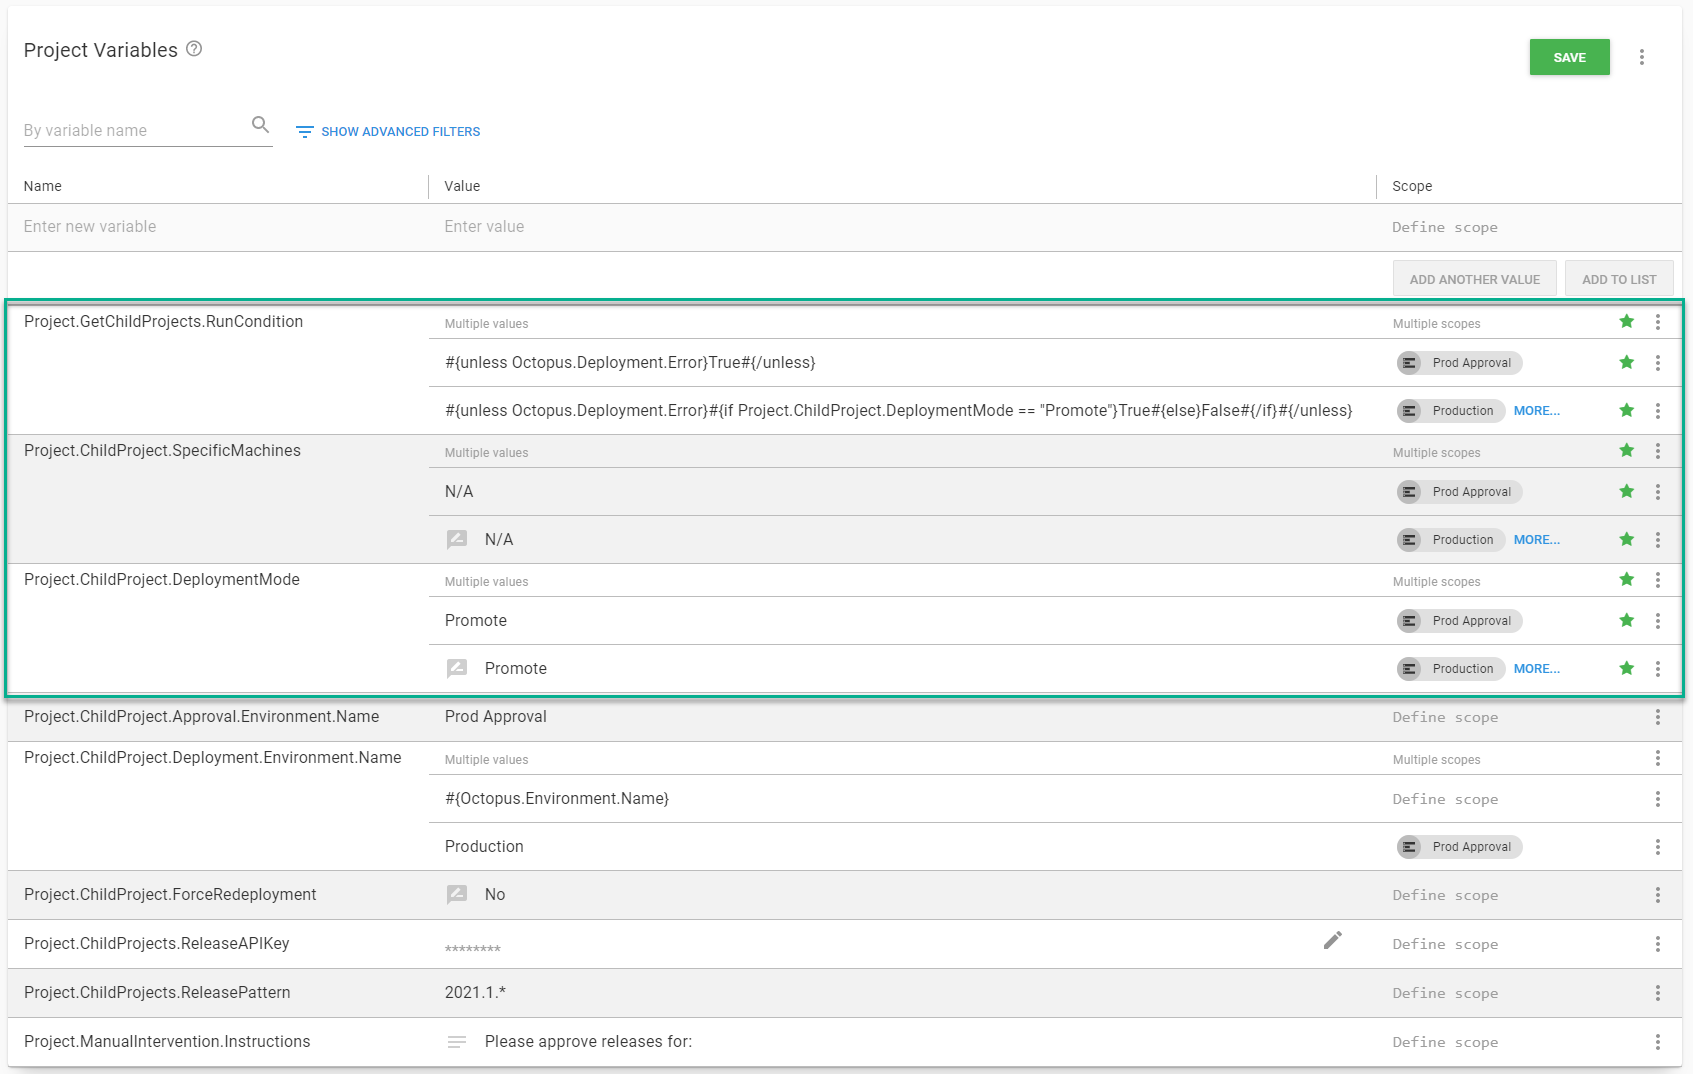 Project Variables
SAVE
By variable name
SHOW ADVANCED FILTERS
Name Value Scope
Enter new variable Enter value Define scope
ADD ANOTHER VALUE ADD TO LIST
Project.GetChildProjects.RunCondition Multiple values Multiple scopes
#{unless Octopus.Deployment.Error}True#{/unless} Prod Approval
#{unless Octopus.Deployment.Error}#{if Project.ChildProject.DeploymentMode == "Promote"}True#{else}False#{/if}#{/unless} Production MORE...
Project.ChildProject.SpecificMachines Multiple values Multiple scopes
N/A Prod Approval
N/A Production MORE...
Project.ChildProject.DeploymentMode Multiple values Multiple scopes
Promote Prod Approval
Promote Production MORE...
Project.ChildProject.Approval.Environment.Name Prod Approval Define scope
Project.ChildProject.Deployment.Environment.Name Multiple values Multiple scopes
#{Octopus.Environment.Name} Define scope
Production Prod Approval
Project.ChildProject.ForceRedeployment No Define scope
Project.ChildProjects.ReleaseAPIKey ******** Define scope
Project.ChildProjects.ReleasePattern 2021.1.* Define scope
Project.ManualIntervention.Instructions Please approve releases for: Define scope